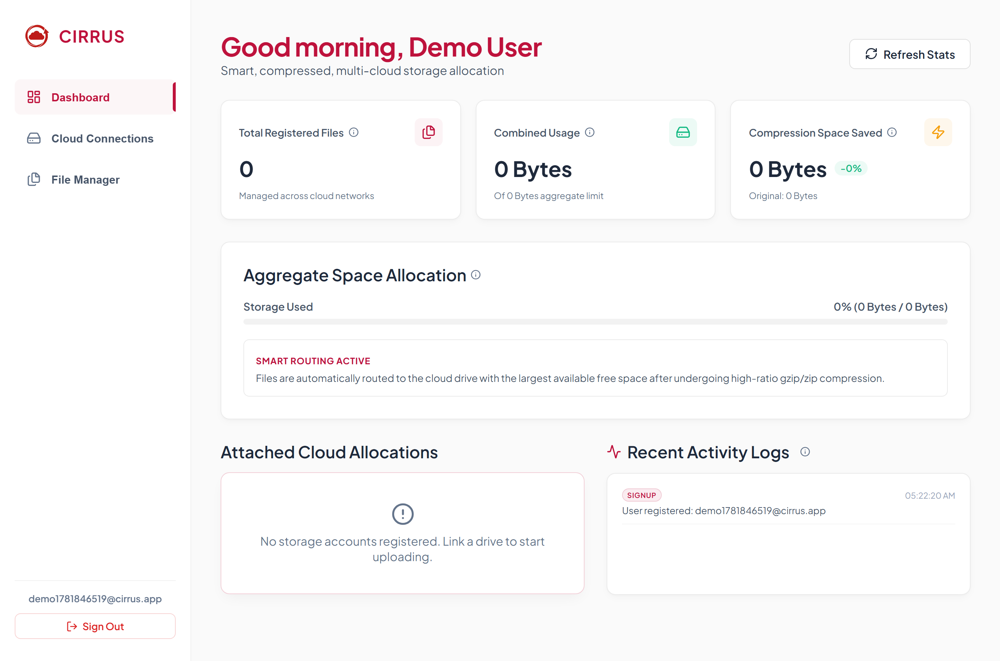 CIRRUS
Dashboard
Cloud Connections
File Manager
demo1781846519@cirrus.app
Sign Out
Good morning, Demo User
Smart, compressed, multi-cloud storage allocation
Refresh Stats
Total Registered Files
0
Managed across cloud networks
Combined Usage
0 Bytes
Of 0 Bytes aggregate limit
Compression Space Saved
0 Bytes -0%
Original: 0 Bytes
Aggregate Space Allocation
Storage Used 0% (0 Bytes / 0 Bytes)
SMART ROUTING ACTIVE
Files are automatically routed to the cloud drive with the largest available free space after undergoing high-ratio gzip/zip compression.
Attached Cloud Allocations
No storage accounts registered. Link a drive to start
uploading.
Recent Activity Logs
SIGNUP 05:22:20 AM
User registered: demo1781846519@cirrus.app